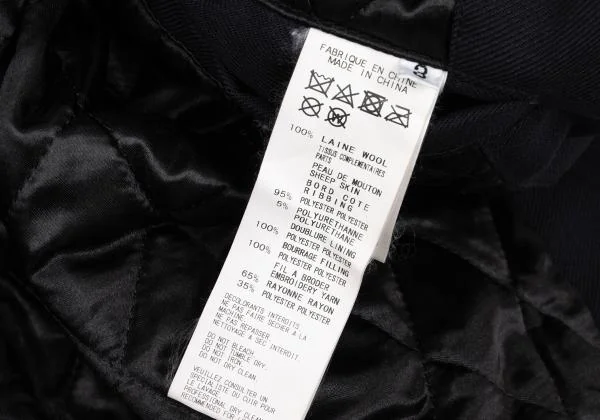 FABRIQUE EN CHINE
MADE IN CHINA
100% LAINE WOOL
TISSUS COMPLEMENTAIRES
PARTS
PEAU DE MOUTON
SHEEP SKIN
BORD COTE
RIBBING
95% POLYESTER POLYESTER
5% POLYURETHANNE
POLYURETHANE
DOUBLURE LINING
100% POLYESTER POLYESTER
BOURRAGE FILLING
100% POLYESTER POLYESTER
FIL A BRODER
EMBROIDERY YARN
65% RAYONNE RAYON
35% POLYESTER POLYESTER
DECOLORANTS INTERDITS.
NE PAS FAIRE SECHER A LA
MACHINE.
NE PAS REPASSER.
NETTOYAGE A SEC INTERDIT.
DO NOT BLEACH.
DO NOT TUMBLE DRY.
DO NOT IRON.
DO NOT DRY CLEAN.
VEUILLEZ CONSULTER UN
SPECIALISTE DU CUIR POUR
LE LAVAGE.
PROFESSIONAL DRY CLEAN
RECOMMENDED FOR